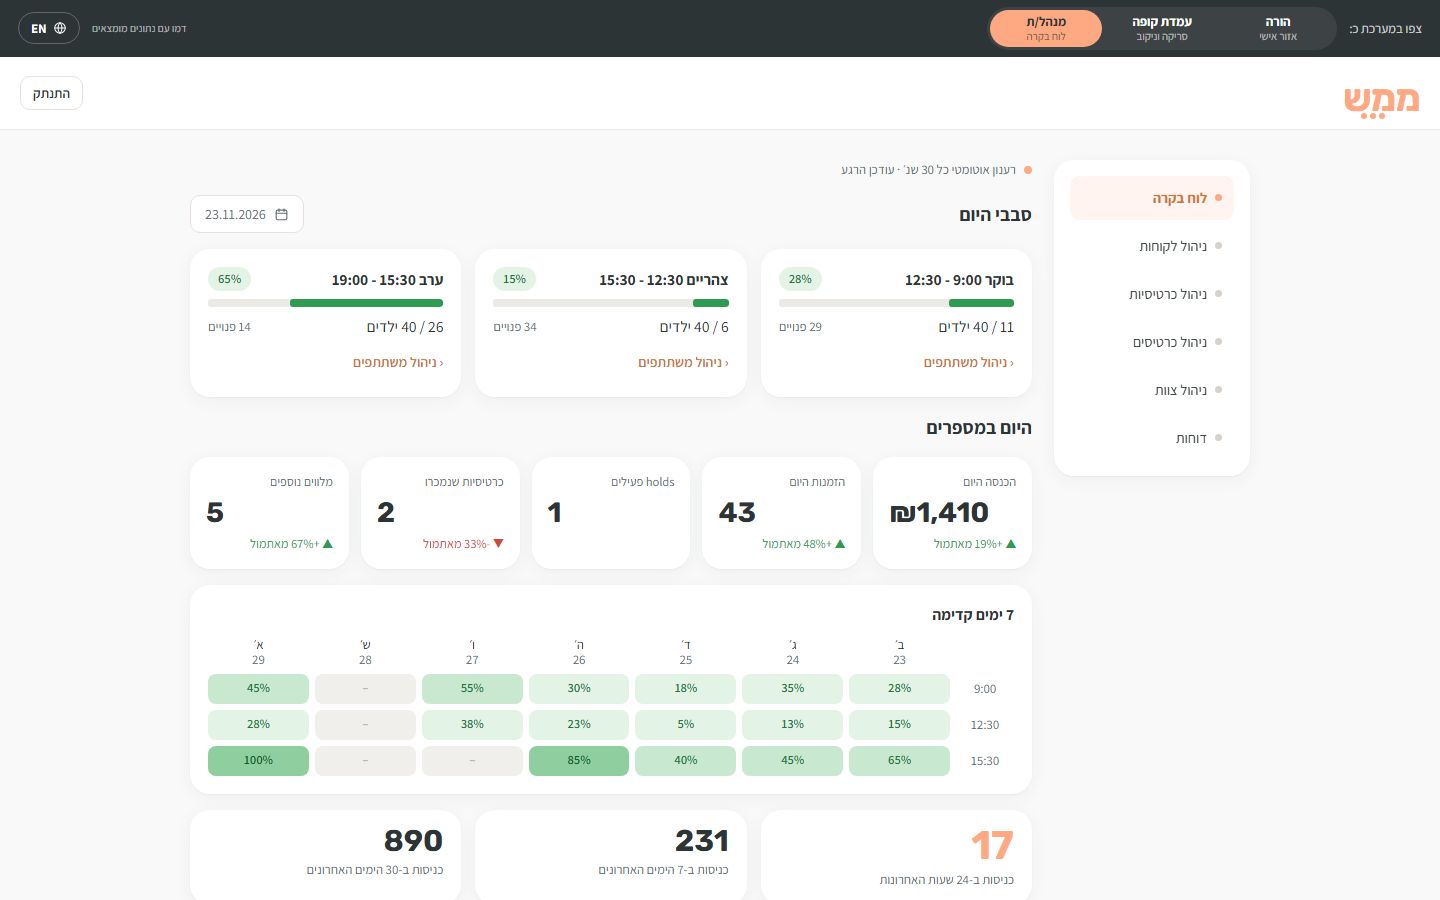 צפו במערכת כ:
הורה
אזור אישי
עמדת קופה
סריקה וניקוב
מנהל/ת
לוח בקרה
דמו עם נתונים מומצאים
EN
ממש
התנתק
לוח בקרה
ניהול לקוחות
ניהול כרטיסיות
ניהול כרטיסים
ניהול צוות
דוחות
רענון אוטומטי כל 30 שנ׳ · עודכן הרגע
סבבי היום
23.11.2026
בוקר 9:00 - 12:30
28%
11 / 40 ילדים
29 פנויים
‹ ניהול משתתפים
צהריים 12:30 - 15:30
15%
6 / 40 ילדים
34 פנויים
‹ ניהול משתתפים
ערב 15:30 - 19:00
65%
26 / 40 ילדים
14 פנויים
‹ ניהול משתתפים
היום במספרים
הכנסה היום
₪1,410
▲ +19% מאתמול
הזמנות היום
43
▲ +48% מאתמול
holds פעילים
1
כרטיסיות שנמכרו
2
▼ -33% מאתמול
מלווים נוספים
5
▲ +67% מאתמול
7 ימים קדימה
ב׳ ג׳ ד׳ ה׳ ו׳ ש׳ א׳
23 24 25 26 27 28 29
9:00 28% 35% 18% 30% 55% – 45%
12:30 15% 13% 5% 23% 38% – 28%
15:30 65% 45% 40% 85% – – 100%
17
כניסות ב-24 שעות האחרונות
231
כניסות ב-7 הימים האחרונים
890
כניסות ב-30 הימים האחרונים